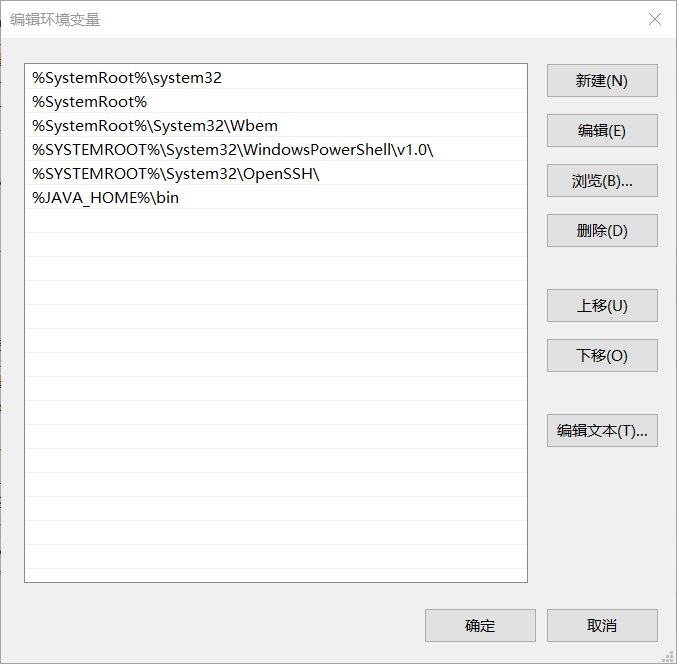 编辑环境变量
%SystemRoot%\system32
%SystemRoot%
%SystemRoot%\System32\Wbem
%SYSTEMROOT%\System32\WindowsPowerShell\v1.0\
%SYSTEMROOT%\System32\OpenSSH\
%JAVA_HOME%\bin
新建(N)
编辑(E)
浏览(B)...
删除(D)
上移(U)
下移(O)
编辑文本(T)...
确定
取消